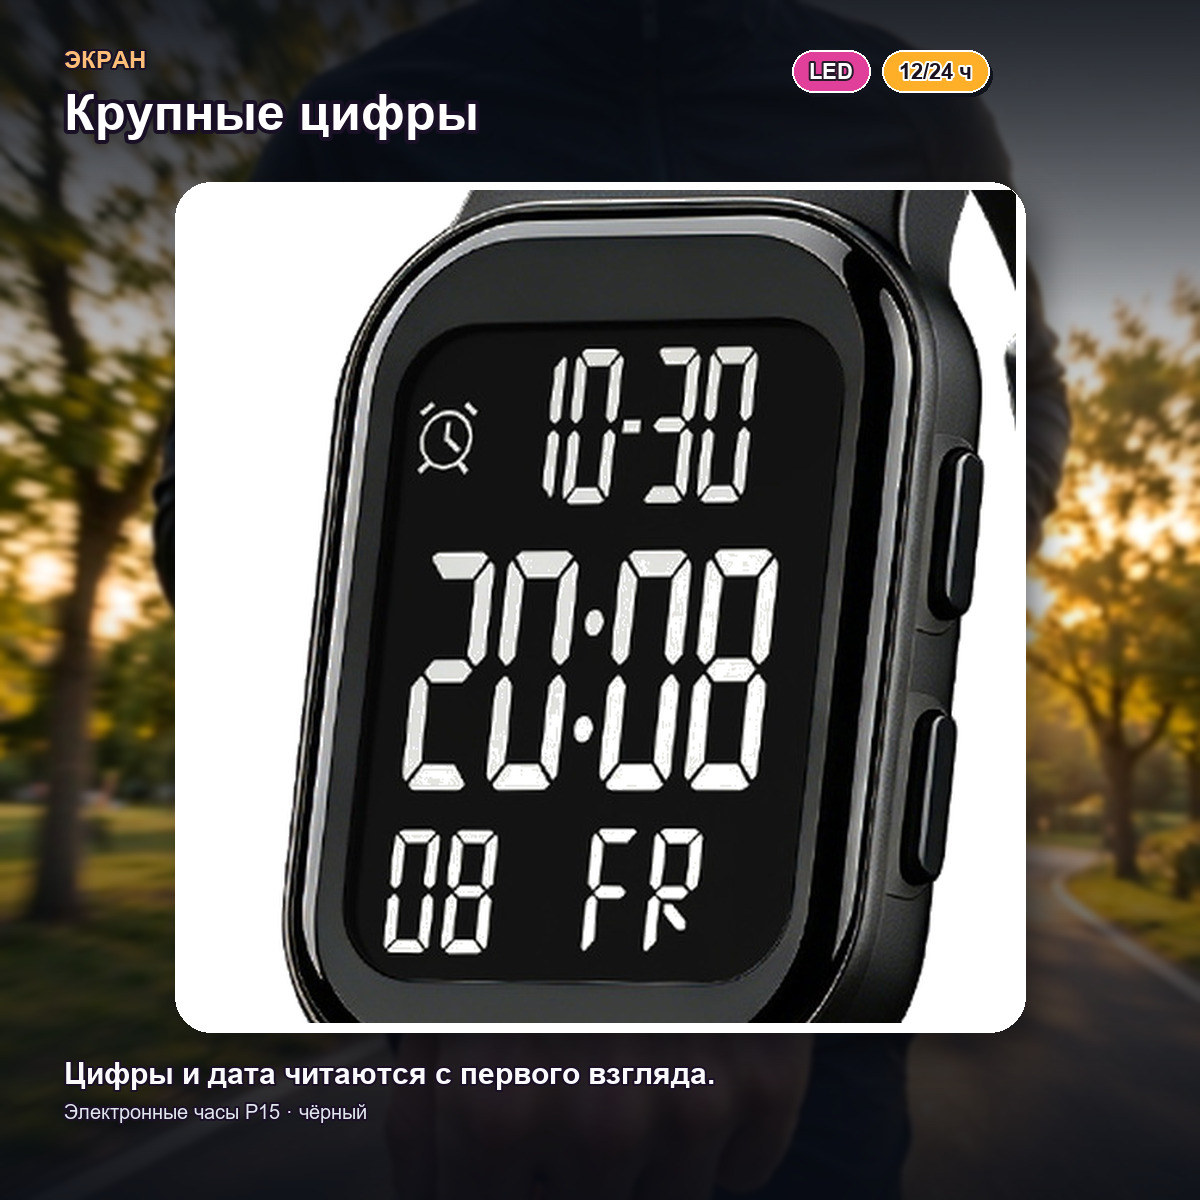 ЭКРАН
Крупные цифры
LED
12/24 ч
10-30
20:08
08 FR
Цифры и дата читаются с первого взгляда.
Электронные часы P15 · чёрный